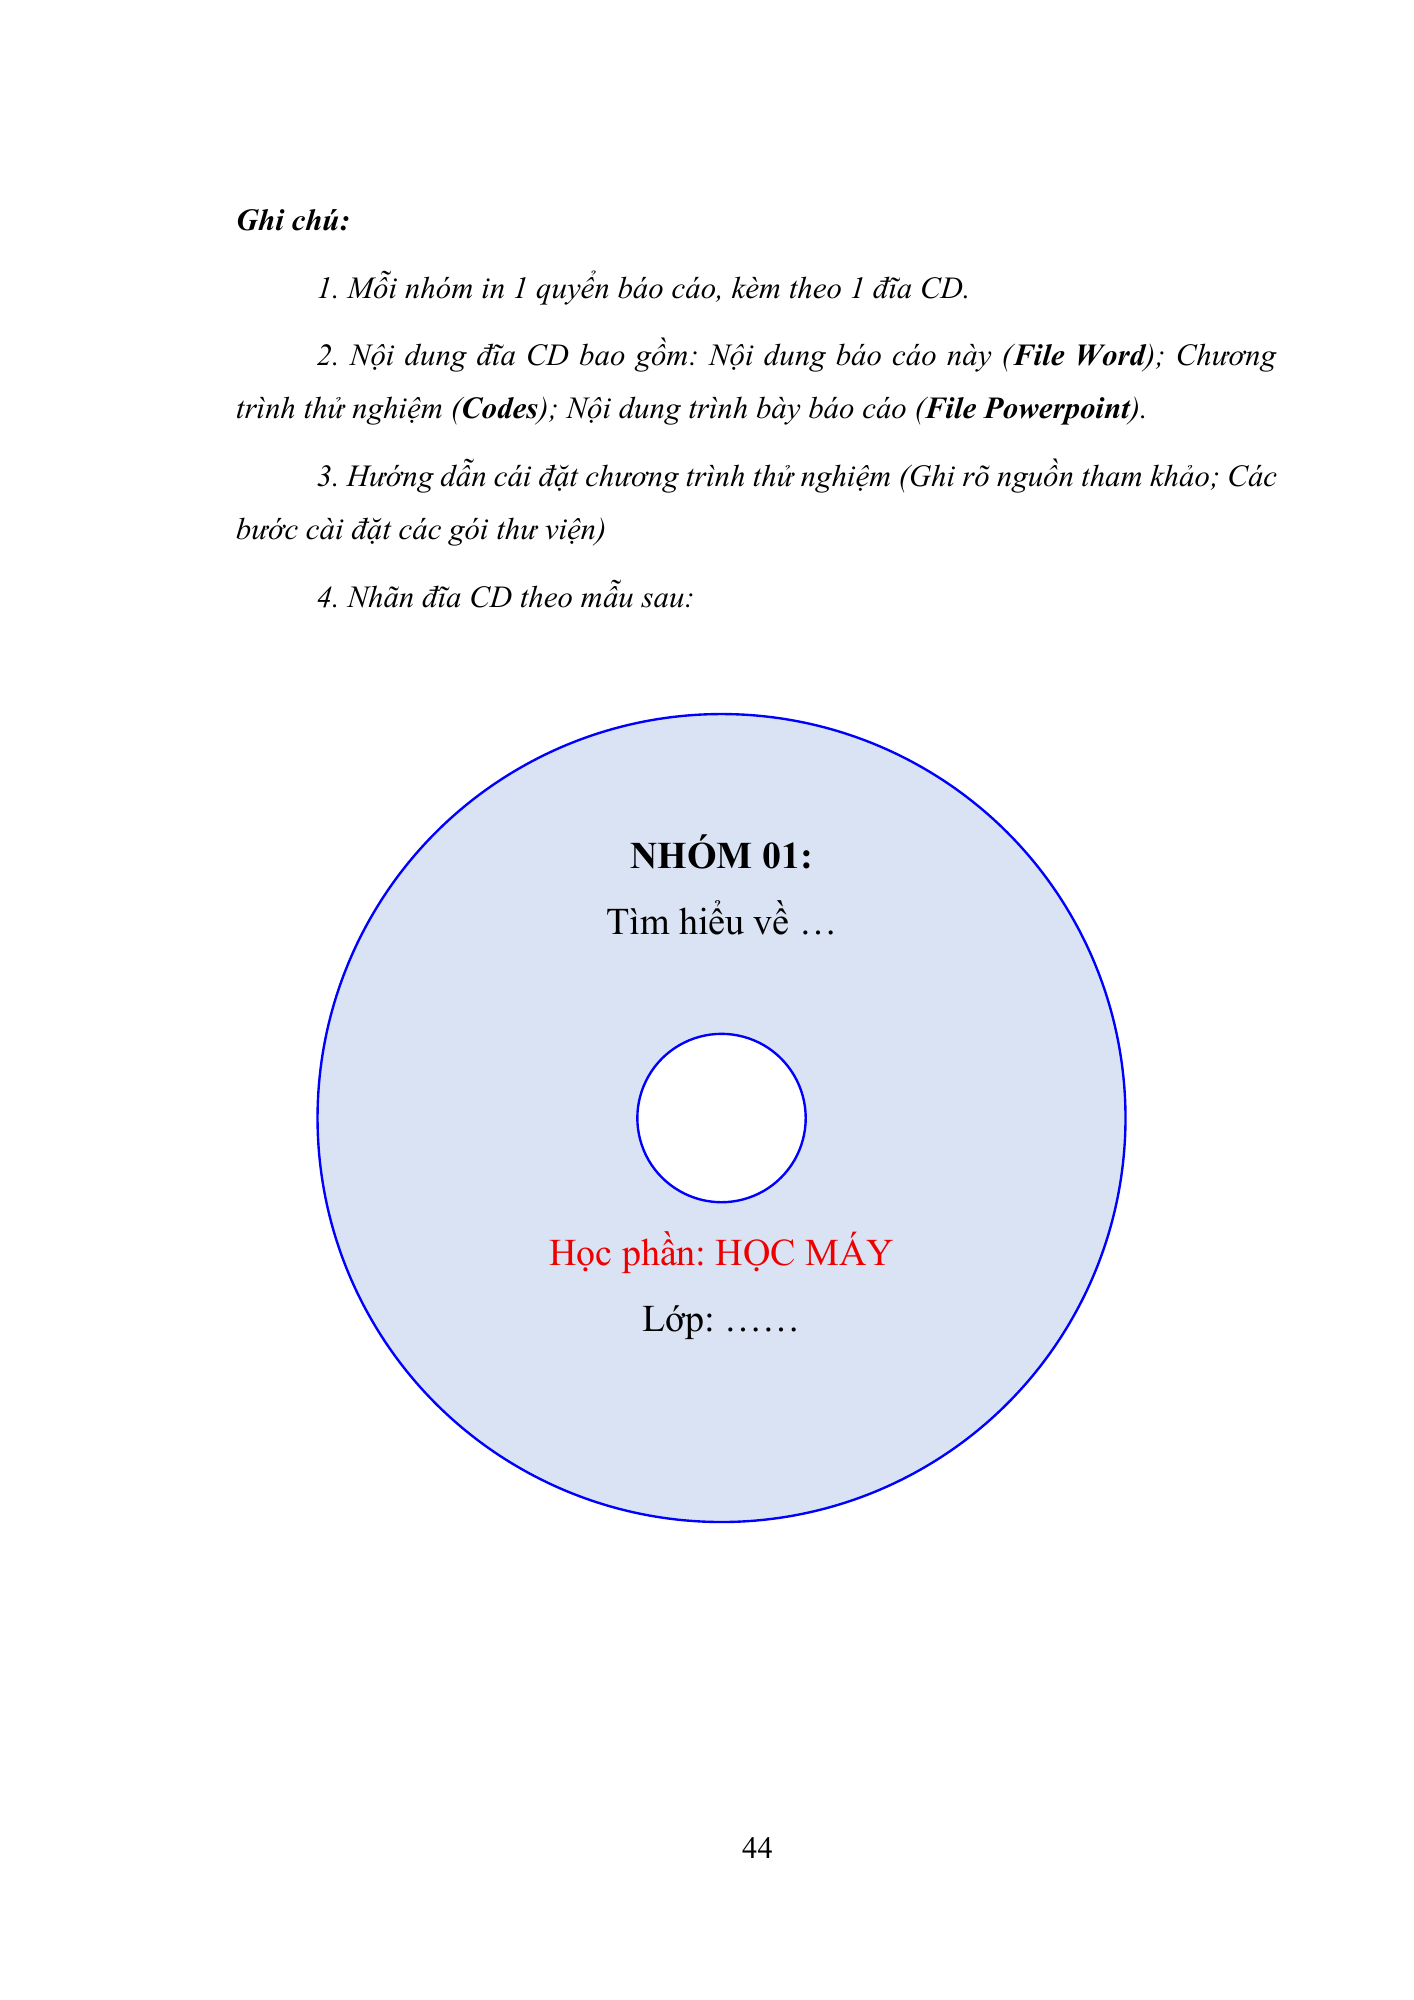 Ghi chú:
1. Mỗi nhóm in 1 quyển báo cáo, kèm theo 1 đĩa CD.
2. Nội dung đĩa CD bao gồm: Nội dung báo cáo này (File Word); Chương
trình thử nghiệm (Codes); Nội dung trình bày báo cáo (File Powerpoint).
3. Hướng dẫn cái đặt chương trình thử nghiệm (Ghi rõ nguồn tham khảo; Các
bước cài đặt các gói thư viện)
4. Nhãn đĩa CD theo mẫu sau:
NHÓM 01:
Tìm hiểu về …
Học phần: HỌC MÁY
Lớp: ……
44